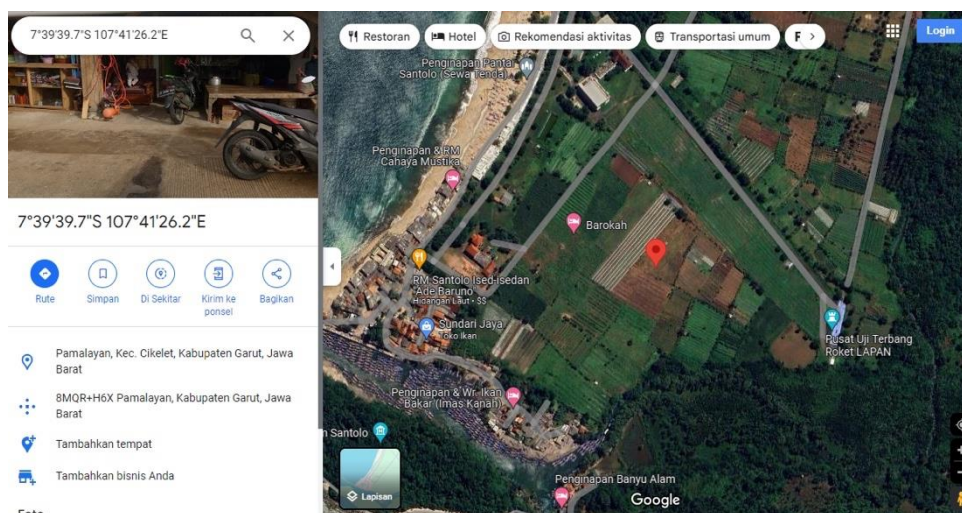 7°39'39.7"S 107°41'26.2"E
Restoran
Hotel
Rekomendasi aktivitas
Transportasi umum
Login
7°39'39.7"S 107°41'26.2"E
Rute
Simpan
Di Sekitar
Kirim ke
ponsel
Bagikan
Pamalayan, Kec. Cikelet, Kabupaten Garut, Jawa
Barat
8MQR+H6X Pamalayan, Kabupaten Garut, Jawa
Barat
Tambahkan tempat
Tambahkan bisnis Anda
Penginapan Pantai
Santolo (Sewa Tenda)
Penginapan & RM
Cahaya Mustika
Barokah
RM Santolo Ised-isedan
Ade Baruno
Hidangan Laut • $$
Sundari Jaya
Toko Ikan
Pusat Uji Terbang
Roket LAPAN
Penginapan & Wr. Ikan
Bakar (Imas Kanah)
Santolo
Penginapan Banyu Alam
Lapisan
Google